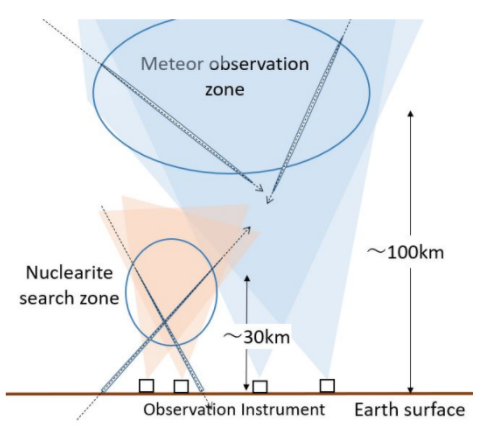 Meteor observation
zone
Nuclearite
search zone
～100km
～30km
Observation Instrument
Earth surface